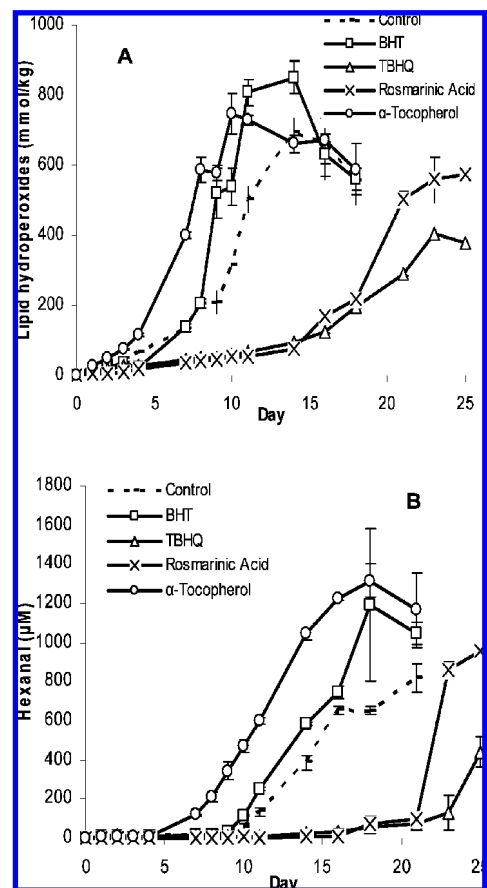 1000
800
600
400
200
0
Lipid hydroperoxides (mmol/kg)
A
Control
BHT
TBHQ
Rosmarinic Acid
α-Tocopherol
0 5 10 15 20 25
Day
1800
1600
1400
1200
1000
800
600
400
200
0
Hexanal (µM)
Control
BHT
TBHQ
Rosmarinic Acid
α-Tocopherol
B
0 5 10 15 20 25
Day